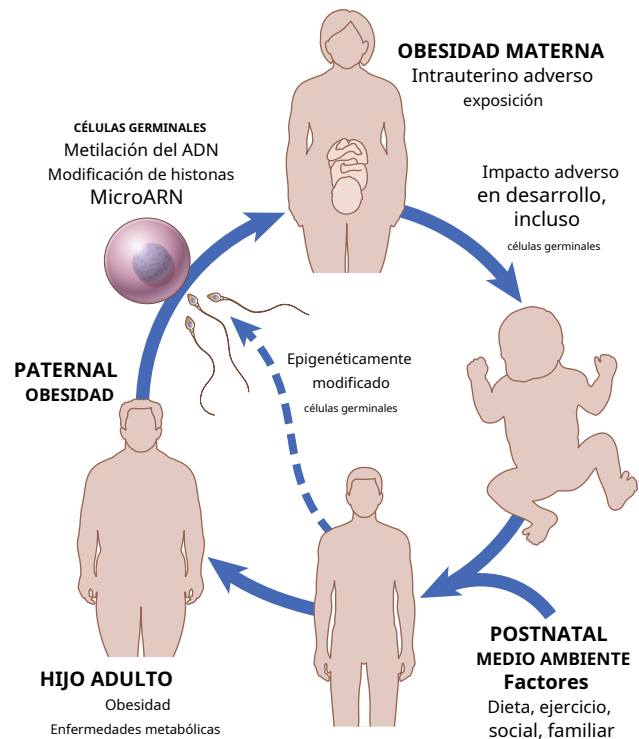 OBESIDAD MATERNA
Intrauterino adverso
exposición
CÉLULAS GERMINALES
Metilación del ADN
Modificación de histonas
MicroARN
Impacto adverso
en desarrollo,
incluso
células germinales
Epigenéticamente
modificado
células germinales
PATERNAL
OBESIDAD
POSTNATAL
MEDIO AMBIENTE
Factores
Dieta, ejercicio,
social, familiar
HIJO ADULTO
Obesidad
Enfermedades metabólicas